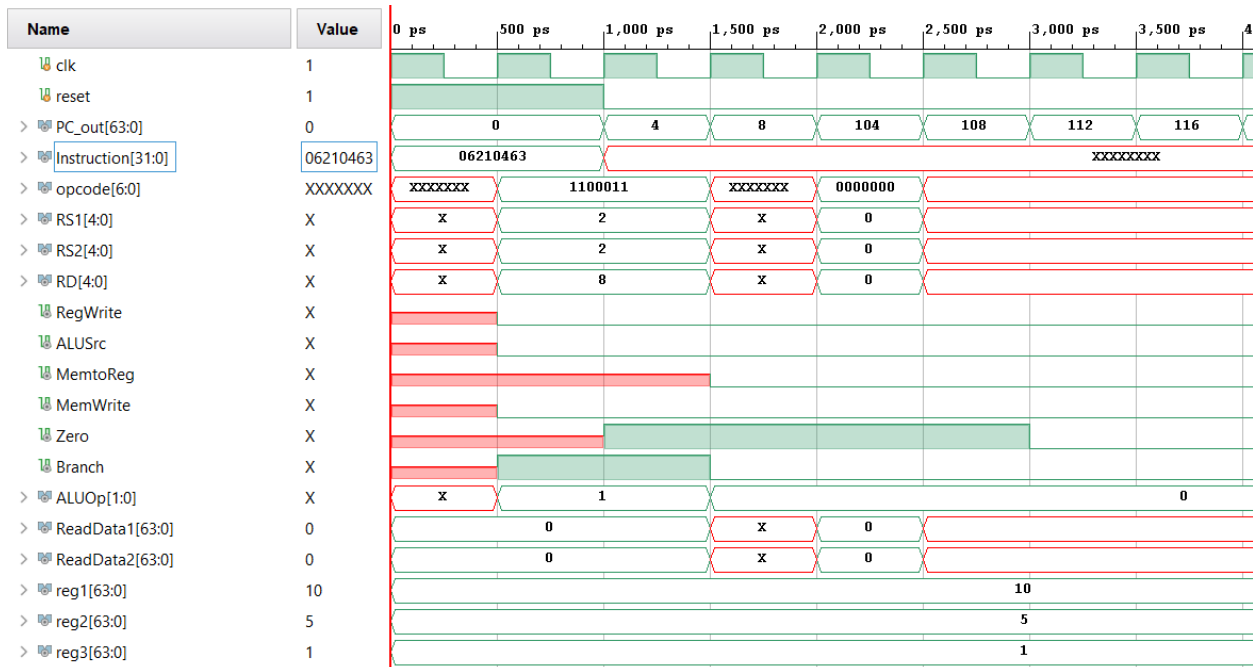 Name Value 0 ps 500 ps 1,000 ps 1,500 ps 2,000 ps 2,500 ps 3,000 ps 3,500 ps 4
clk 1
reset 1
PC_out[63:0] 0 0 4 8 104 108 112 116
Instruction[31:0] 06210463 06210463 XXXXXXXX
opcode[6:0] XXXXXXX XXXXXXX 1100011 XXXXXXX 0000000
RS1[4:0] X X 2 X 0
RS2[4:0] X X 2 X 0
RD[4:0] X X 8 X 0
RegWrite X
ALUSrc X
MemtoReg X
MemWrite X
Zero X
Branch X
ALUOp[1:0] X X 1 0
ReadData1[63:0] 0 0 X 0
ReadData2[63:0] 0 0 X 0
reg1[63:0] 10 10
reg2[63:0] 5 5
reg3[63:0] 1 1